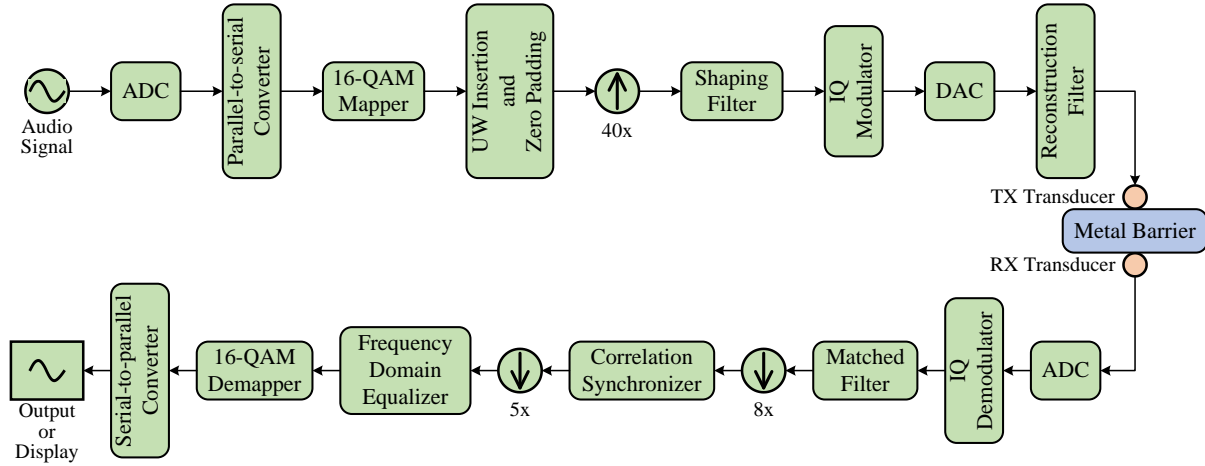 Audio
Signal
ADC
Parallel-to-serial
Converter
16-QAM
Mapper
UW Insertion
and
Zero Padding
40x
Shaping
Filter
IQ
Modulator
DAC
Reconstruction
Filter
TX Transducer
Metal Barrier
RX Transducer
ADC
IQ
Demodulator
Matched
Filter
8x
Correlation
Synchronizer
5x
Frequency
Domain
Equalizer
16-QAM
Demapper
Serial-to-parallel
Converter
Output
or
Display